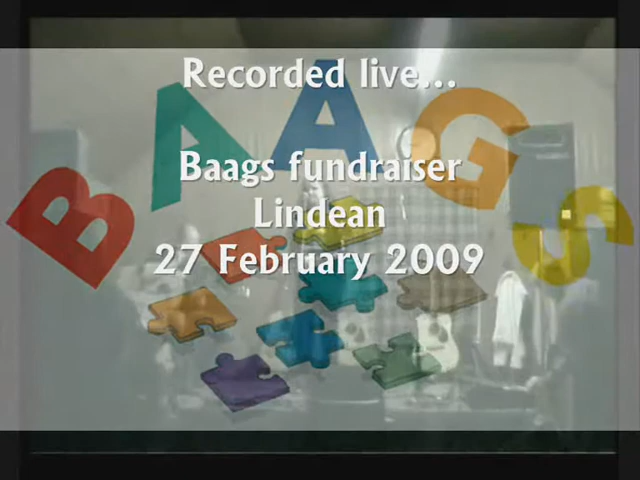 BAAGS
Recorded live...
Baags fundraiser
Lindean
27 February 2009